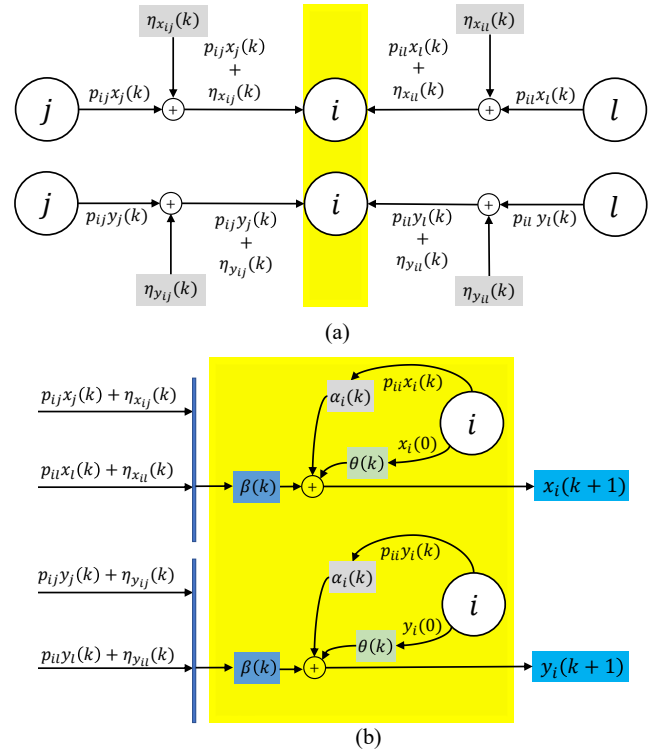 η_{x_{ij}}(k) p_{ij}x_j(k) + η_{x_{ij}}(k) p_{il}x_l(k) + η_{x_{il}}(k) η_{x_{il}}(k)
j p_{ij}x_j(k) + i + p_{il}x_l(k) l
j p_{ij}y_j(k) + i + p_{il} y_l(k) l
η_{y_{ij}}(k) p_{ij}y_j(k) + η_{y_{ij}}(k) p_{il}y_l(k) + η_{y_{il}}(k) η_{y_{il}}(k)
(a)
p_{ij}x_j(k) + η_{x_{ij}}(k) α_i(k) p_{ii}x_i(k) i
p_{il}x_l(k) + η_{x_{il}}(k) β(k) + θ(k) x_i(0) x_i(k + 1)
p_{ij}y_j(k) + η_{y_{ij}}(k) α_i(k) p_{ii}y_i(k) i
p_{il}y_l(k) + η_{y_{il}}(k) β(k) + θ(k) y_i(0) y_i(k + 1)
(b)